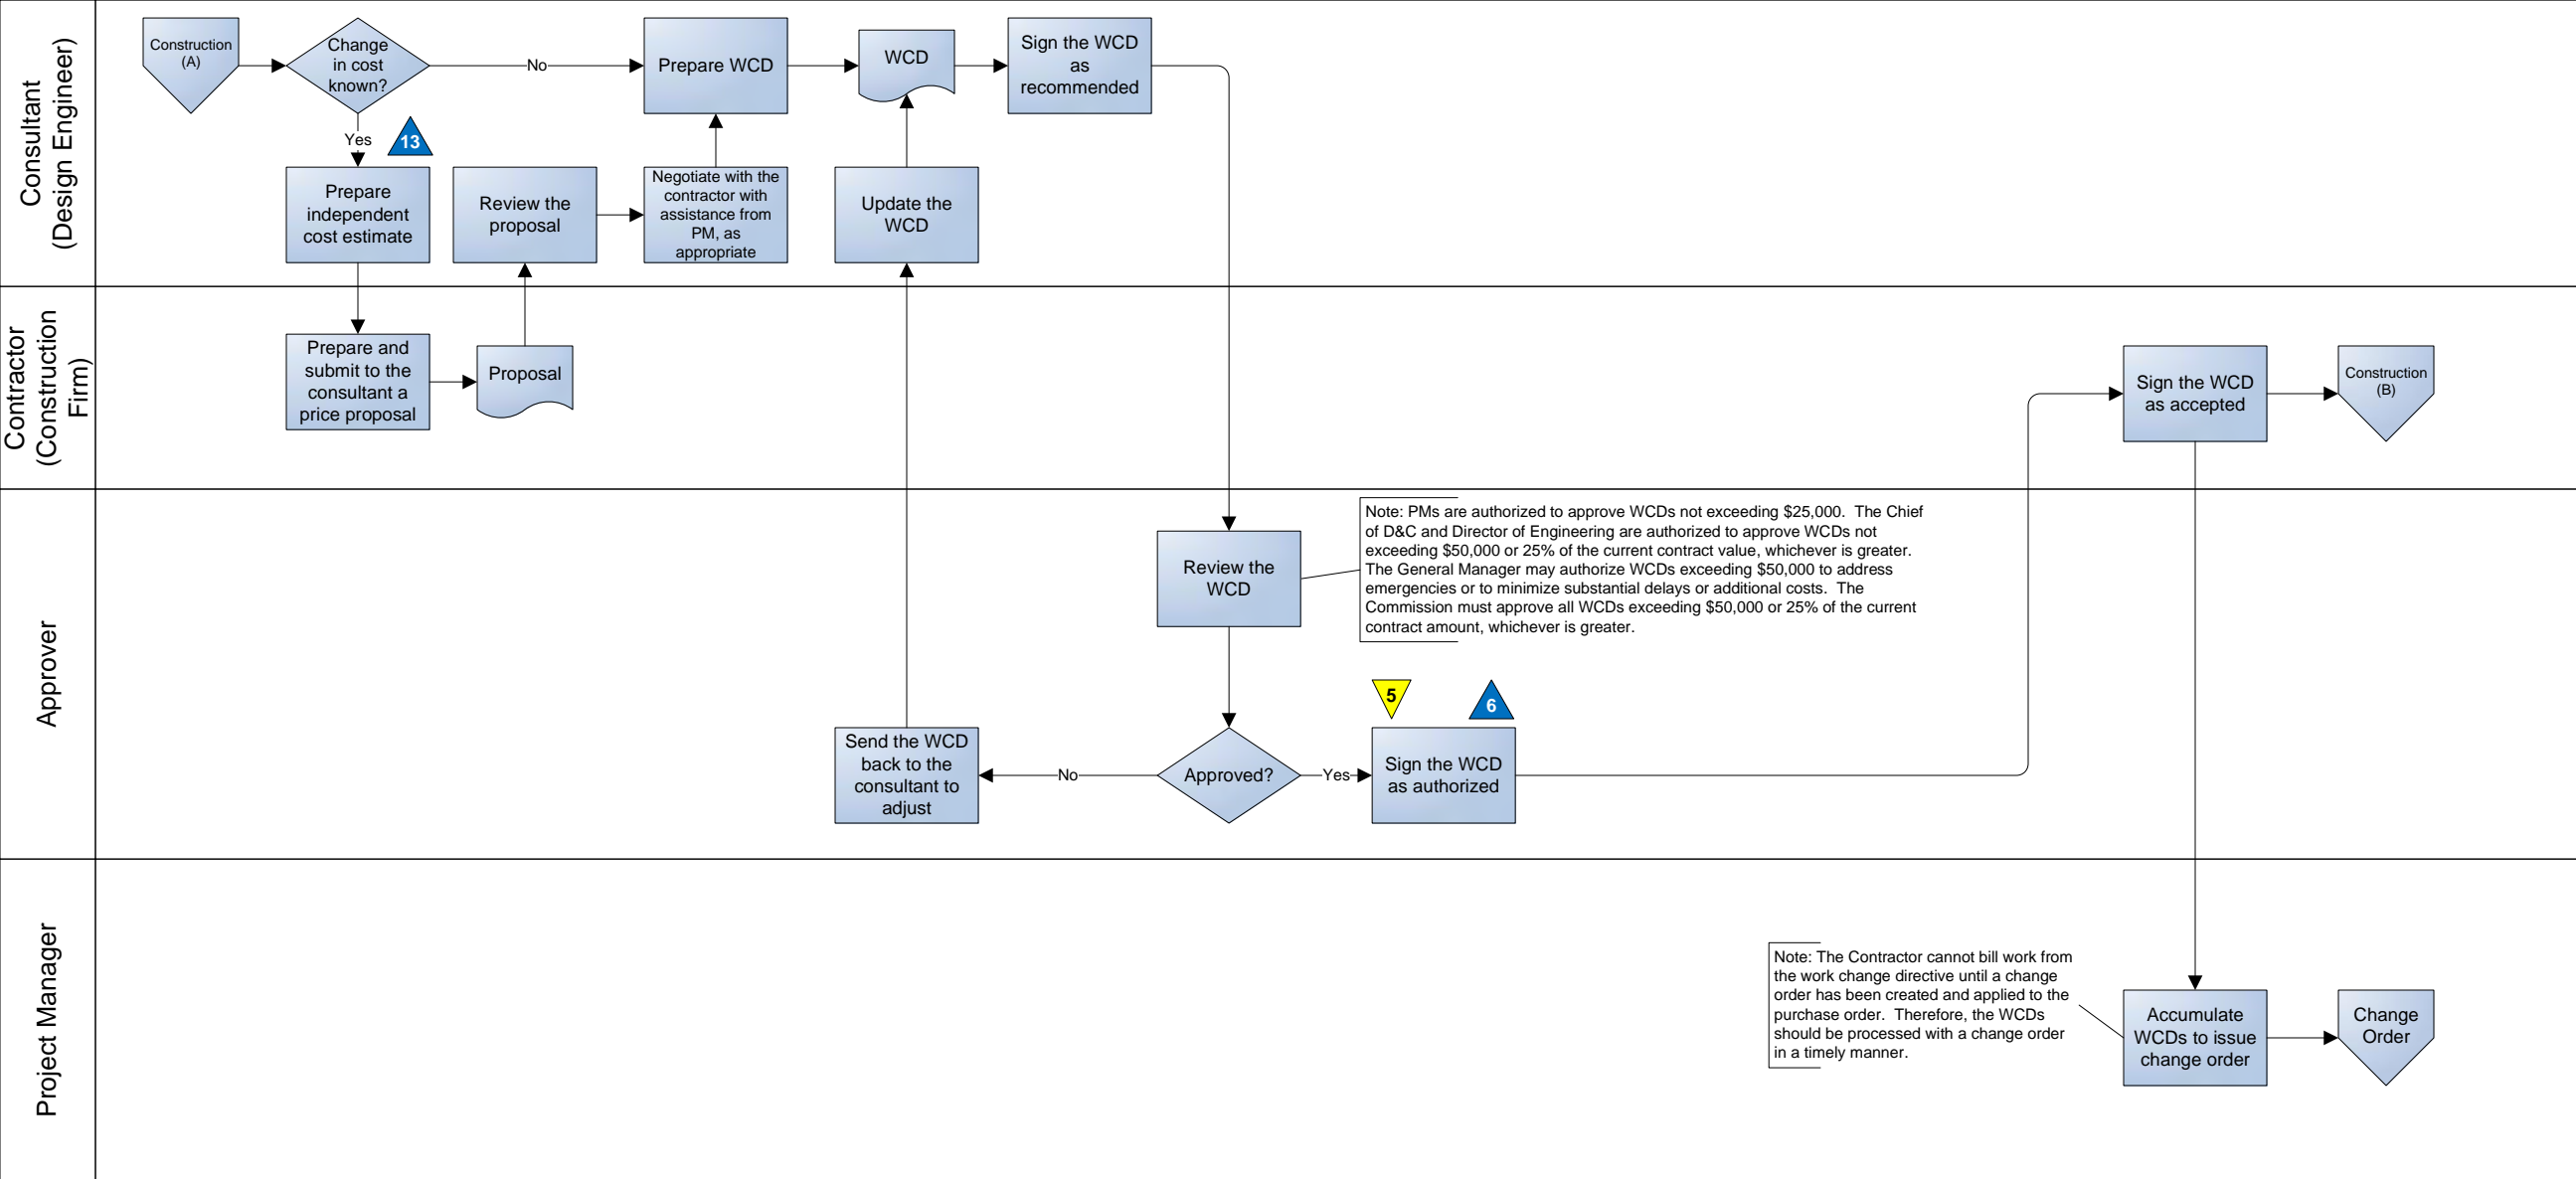 Consultant
(Design Engineer)
Construction
(A)
Change
in cost
known?
No
Prepare WCD
WCD
Sign the WCD
as
recommended
Yes
13
Prepare
independent
cost estimate
Review the
proposal
Negotiate with the
contractor with
assistance from
PM, as
appropriate
Update the
WCD
Contractor
(Construction
Firm)
Prepare and
submit to the
consultant a
price proposal
Proposal
Sign the WCD
as accepted
Construction
(B)
Approver
Review the
WCD
Note: PMs are authorized to approve WCDs not exceeding $25,000.  The Chief
of D&C and Director of Engineering are authorized to approve WCDs not
exceeding $50,000 or 25% of the current contract value, whichever is greater.
The General Manager may authorize WCDs exceeding $50,000 to address
emergencies or to minimize substantial delays or additional costs.  The
Commission must approve all WCDs exceeding $50,000 or 25% of the current
contract amount, whichever is greater.
5
6
Send the WCD
back to the
consultant to
adjust
No
Approved?
Yes
Sign the WCD
as authorized
Project Manager
Note: The Contractor cannot bill work from
the work change directive until a change
order has been created and applied to the
purchase order.  Therefore, the WCDs
should be processed with a change order
in a timely manner.
Accumulate
WCDs to issue
change order
Change
Order